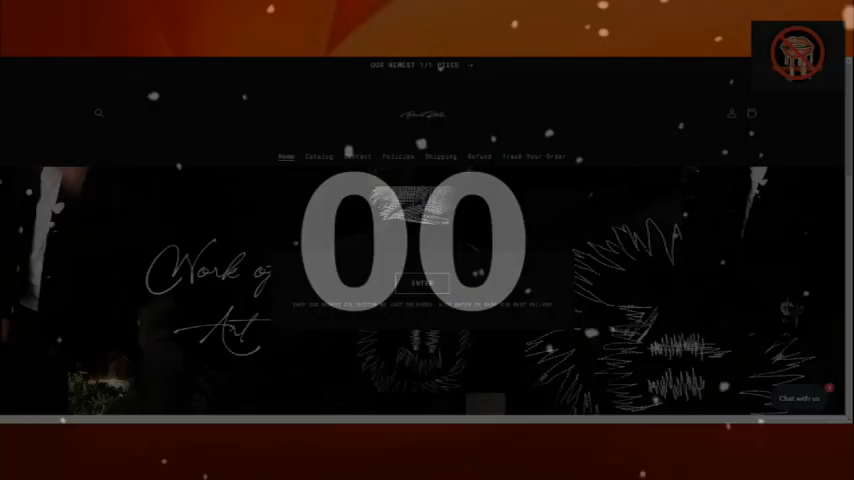 OUR NEWEST 1/1 PIECE →
Home Catalog Contact Policies Shipping Refund Track Your Order
00
Work of
Art
ENTER
Chat with us